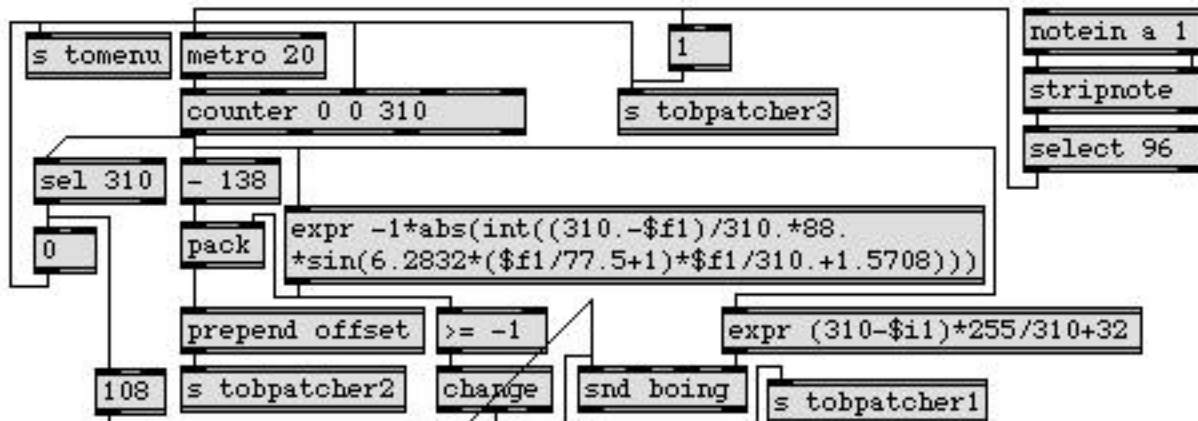 notein a 1
s tomenu
metro 20
1
stripnote
counter 0 0 310
s tobpatcher3
select 96
sel 310
- 138
0
pack
expr -1*abs(int((310.-$f1)/310.*88.
*sin(6.2832*($f1/77.5+1)*$f1/310.+1.5708)))
prepend offset
>= -1
expr (310-$i1)*255/310+32
108
s tobpatcher2
change
snd boing
s tobpatcher1